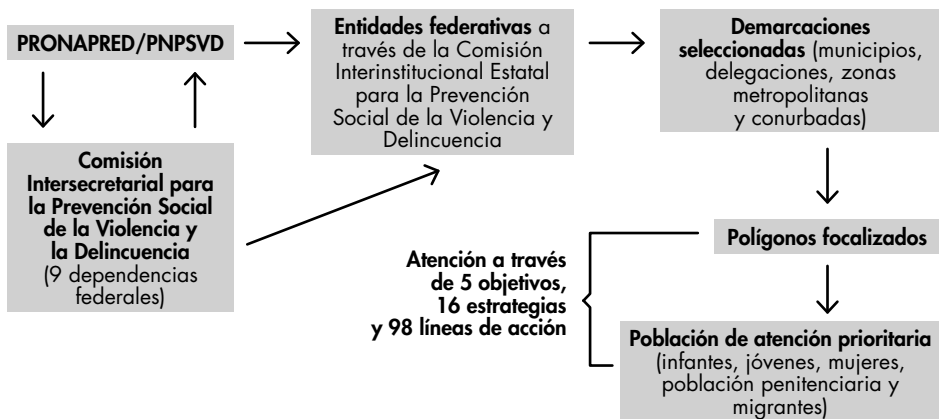 PRONAPRED/PNPSVD
Entidades federativas a
través de la Comisión
Interinstitucional Estatal
para la Prevención
Social de la Violencia y
Delincuencia
Demarcaciones
seleccionadas (municipios,
delegaciones, zonas
metropolitanas
y conurbadas)
Comisión
Intersecretarial para
la Prevención Social
de la Violencia y
la Delincuencia
(9 dependencias
federales)
Polígonos focalizados
Atención a través
de 5 objetivos,
16 estrategias
y 98 líneas de acción
Población de atención prioritaria
(infantes, jóvenes, mujeres,
población penitenciaria y
migrantes)